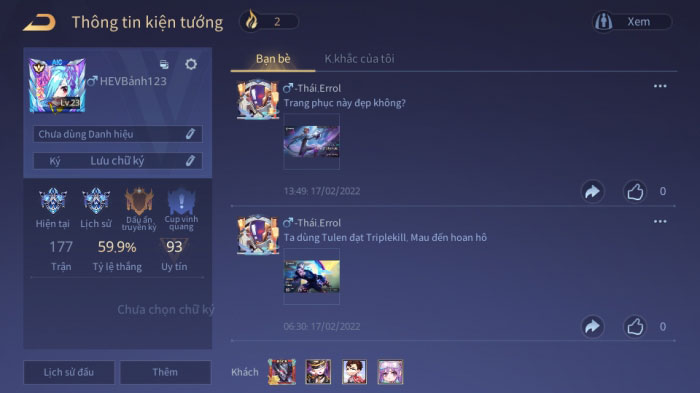 Thông tin kiện tướng
2
Xem
AIC
Lv.23
HEVBánh123
Chưa dùng Danh hiệu
Ký Lưu chữ ký
Hiện tại
Lịch sử
Dấu ấn truyền kỳ
Cup vinh quang
177
59,9%
93
Trận
Tỷ lệ thắng
Uy tín
Chưa chọn chữ ký
Lịch sử đấu
Thêm
Bạn bè
K.khắc của tôi
-Thái.Errol
Trang phục này đẹp không?
13:49: 17/02/2022
0
-Thái.Errol
Ta dùng Tulen đạt Triplekill. Mau đến hoan hô
06:30: 17/02/2022
0
Khách